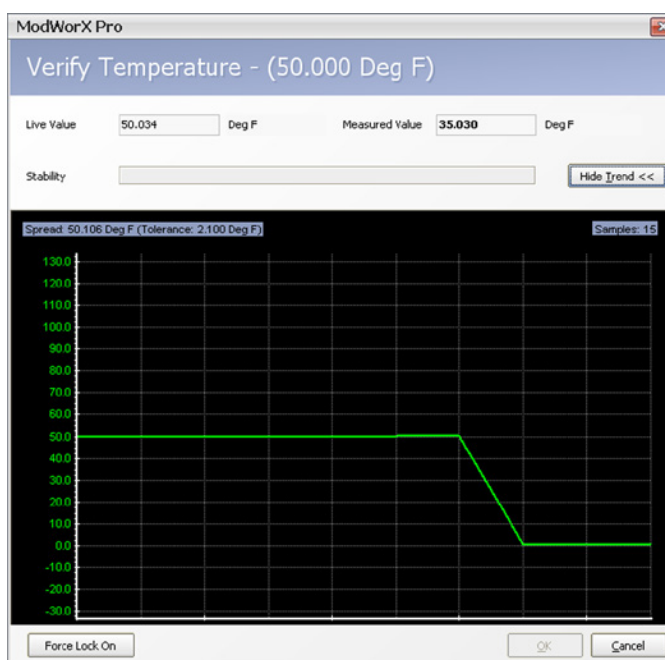 ModWorX Pro
Verify Temperature - (50.000 Deg F)
Live Value 50.034 Deg F Measured Value 35.030 Deg F
Stability Hide Trend <<
Spread: 50.106 Deg F (Tolerance: 2.100 Deg F) Samples: 15
130.0
120.0
110.0
100.0
90.0
80.0
70.0
60.0
50.0
40.0
30.0
20.0
10.0
0.0
-10.0
-20.0
-30.0
Force Lock On OK Cancel